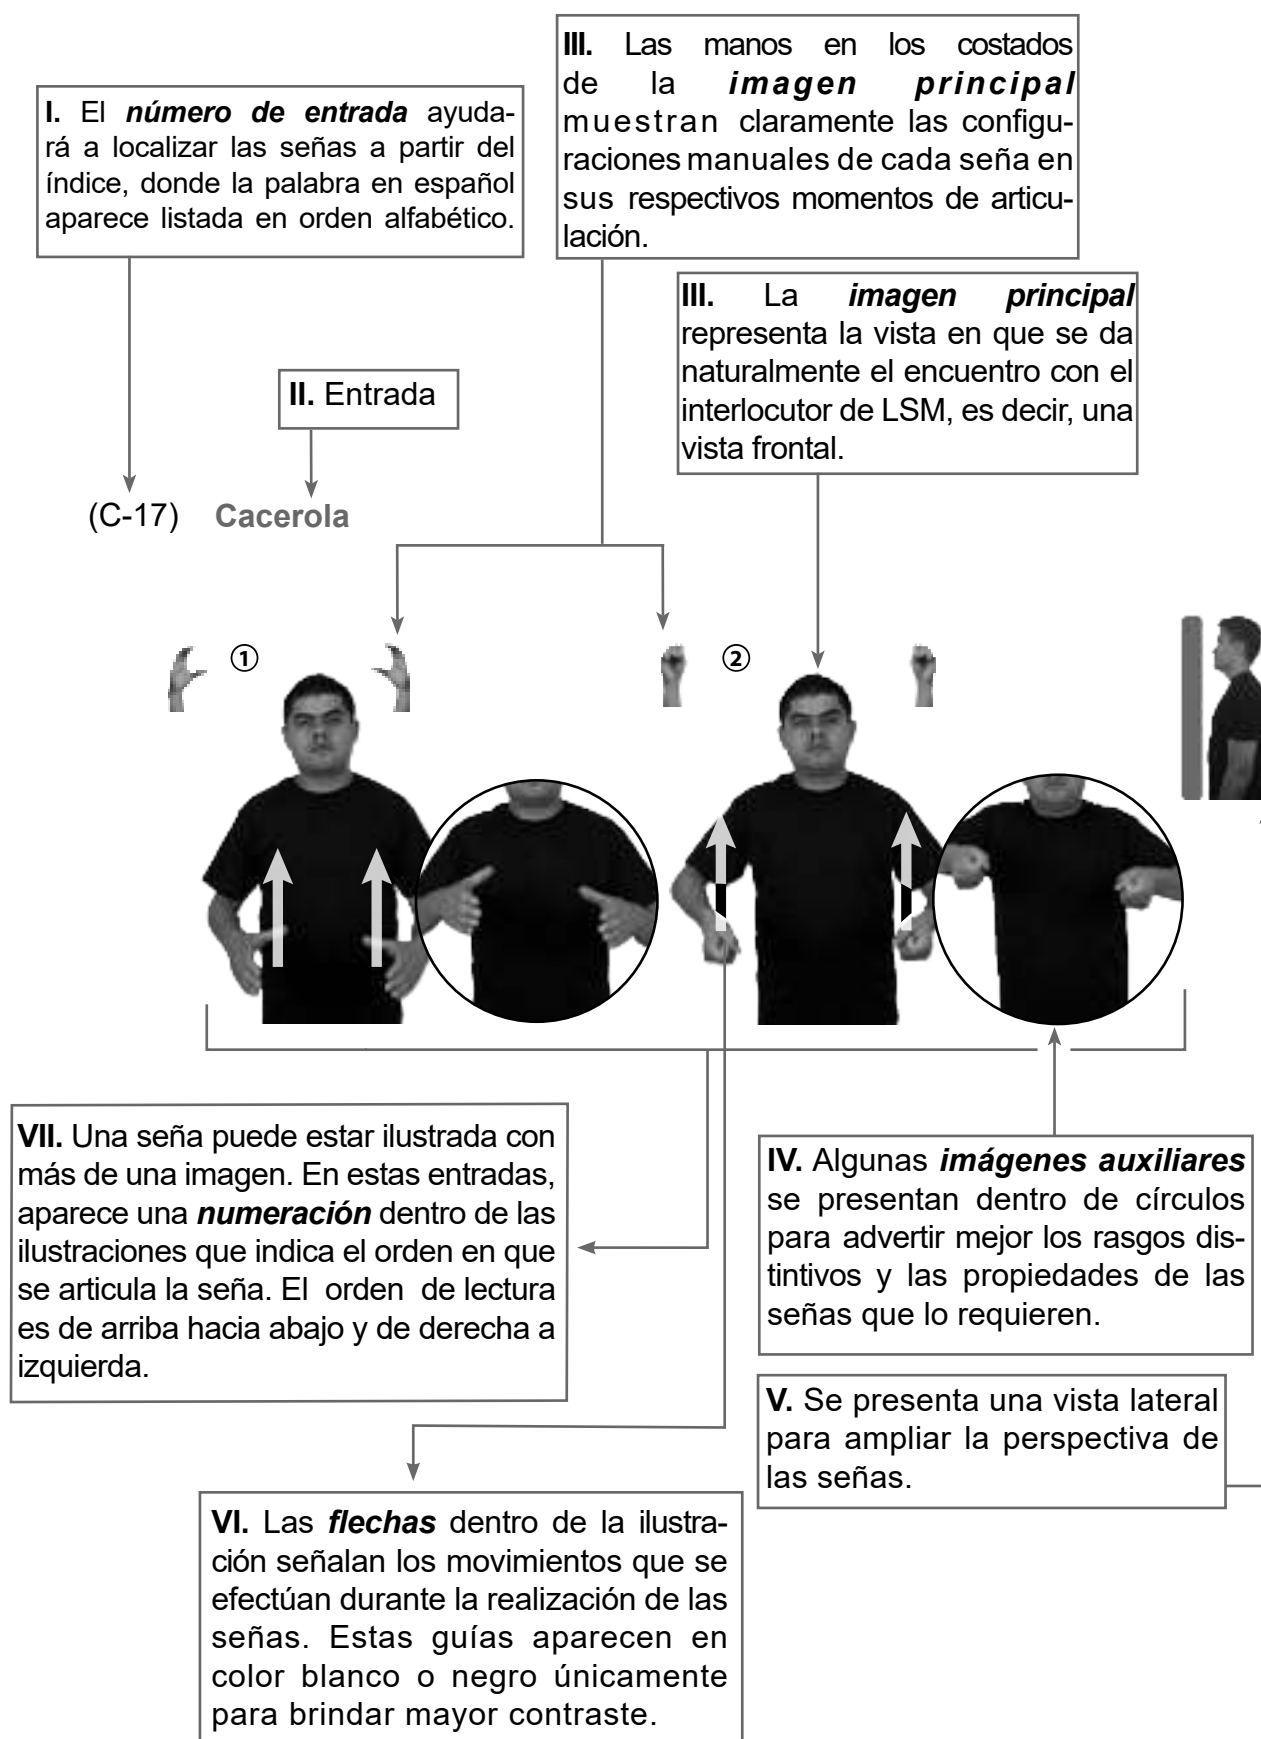 I. El número de entrada ayuda-
rá a localizar las señas a partir del
índice, donde la palabra en español
aparece listada en orden alfabético.
III. Las manos en los costados
de la imagen principal
muestran claramente las configu-
raciones manuales de cada seña en
sus respectivos momentos de articu-
lación.
III. La imagen principal
representa la vista en que se da
naturalmente el encuentro con el
interlocutor de LSM, es decir, una
vista frontal.
II. Entrada
(C-17) Cacerola
① ②
VII. Una seña puede estar ilustrada con
más de una imagen. En estas entradas,
aparece una numeración dentro de las
ilustraciones que indica el orden en que
se articula la seña. El orden de lectura
es de arriba hacia abajo y de derecha a
izquierda.
IV. Algunas imágenes auxiliares
se presentan dentro de círculos
para advertir mejor los rasgos dis-
tintivos y las propiedades de las
señas que lo requieren.
V. Se presenta una vista lateral
para ampliar la perspectiva de
las señas.
VI. Las flechas dentro de la ilustra-
ción señalan los movimientos que se
efectúan durante la realización de las
señas. Estas guías aparecen en
color blanco o negro únicamente
para brindar mayor contraste.